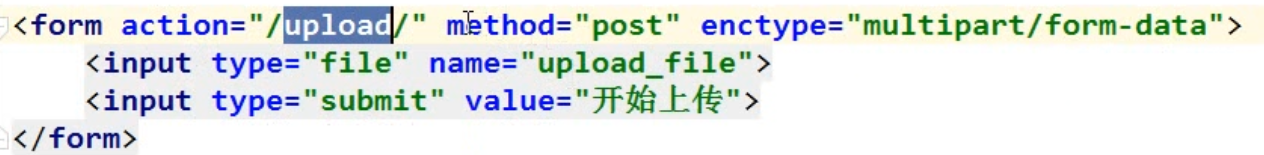 <form action="/upload/" method="post" enctype="multipart/form-data">
<input type="file" name="upload_file">
<input type="submit" value="开始上传">
</form>